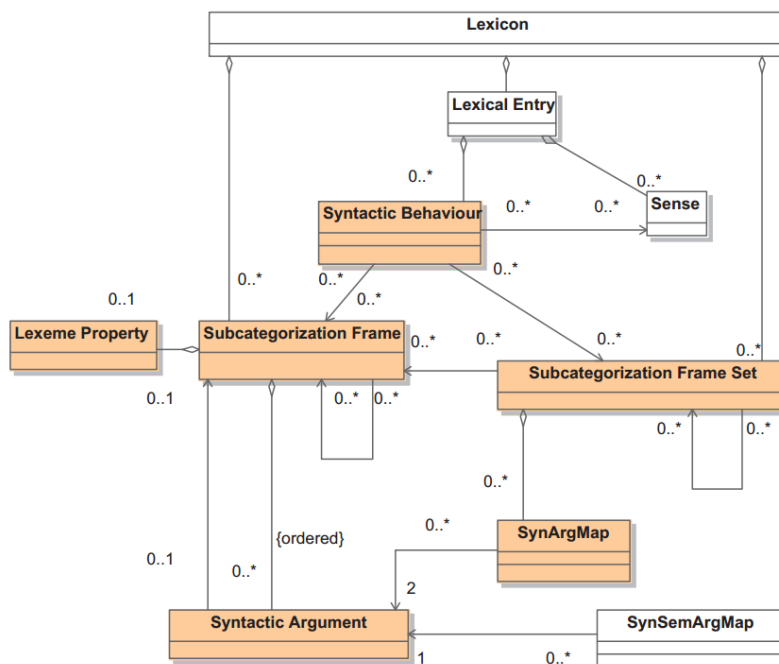 Lexicon
Lexical Entry
0..*
0..*
Sense
Syntactic Behaviour
0..*
0..*
0..*
0..*
0..*
0..*
0..1
Lexeme Property
Subcategorization Frame
0..*
0..*
0..*
0..*
Subcategorization Frame Set
0..1
0..*
0..*
0..*
0..*
0..*
0..*
SynArgMap
{ordered}
0..1
0..*
2
Syntactic Argument
SynSemArgMap
1
0..*